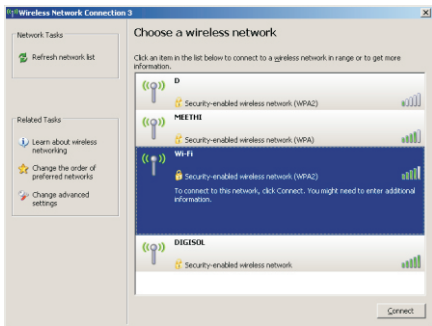 Wireless Network Connection 3
Network Tasks
Refresh network list
Related Tasks
Learn about wireless
networking
Change the order of
preferred networks
Change advanced
settings
Choose a wireless network
Click an item in the list below to connect to a wireless network in range or to get more
information.
D
Security-enabled wireless network (WPA2)
MEETHI
Security-enabled wireless network (WPA)
Wi-Fi
Security-enabled wireless network (WPA2)
To connect to this network, click Connect. You might need to enter additional
information.
DIGISOL
Security-enabled wireless network
Connect